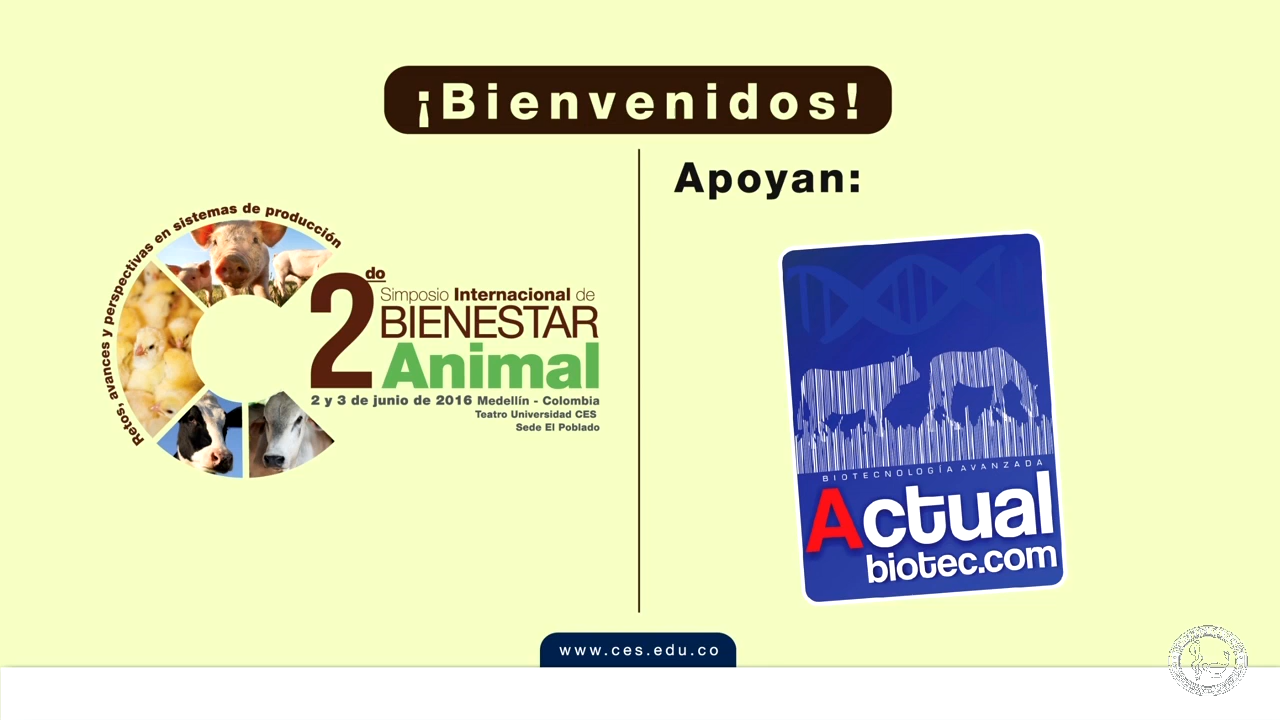 ¡Bienvenidos!
Retos, avances y perspectivas en sistemas de producción
2do
Simposio Internacional de
BIENESTAR
Animal
2 y 3 de junio de 2016 Medellín - Colombia
Teatro Universidad CES
Sede El Poblado
Apoyan:
BIOTECNOLOGÍA AVANZADA
Actual
biotec.com
www.ces.edu.co